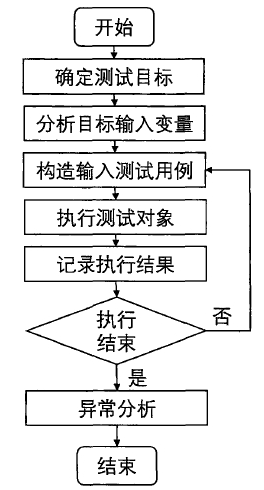 开始
确定测试目标
分析目标输入变量
构造输入测试用例
执行测试对象
记录执行结果
执行
结束
否
是
异常分析
结束